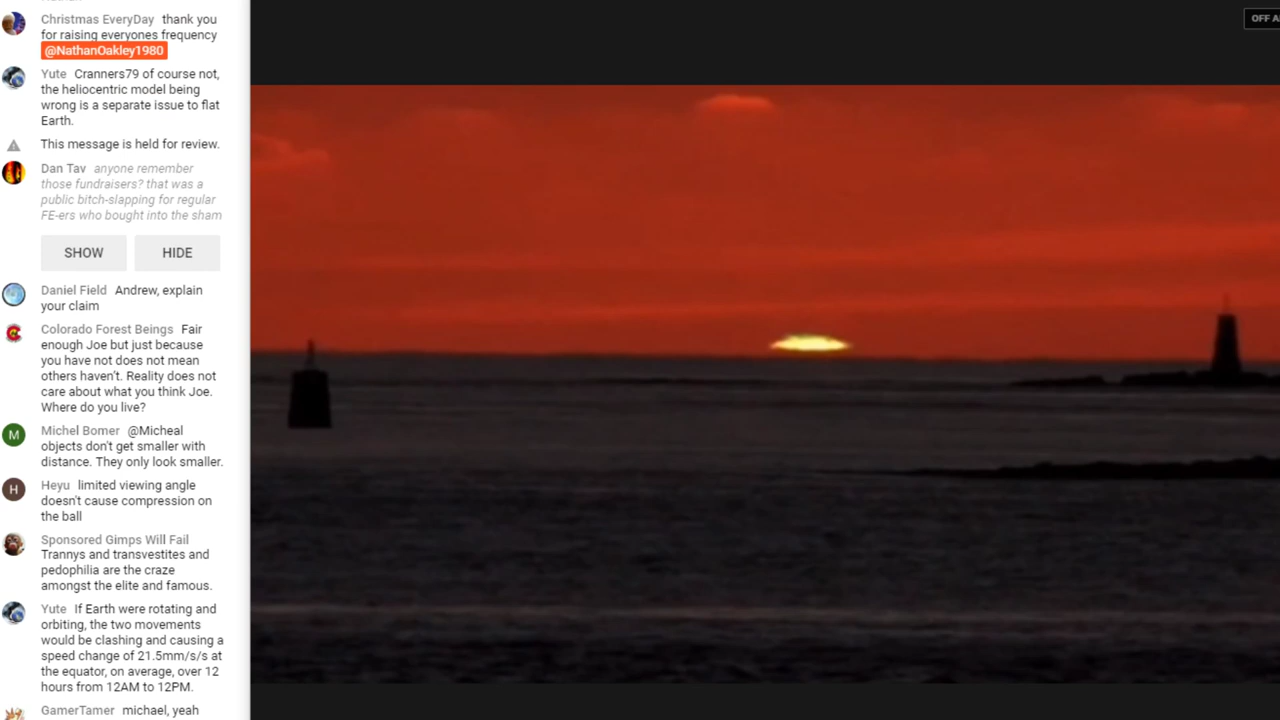 Christmas EveryDay thank you
for raising everyones frequency
@NathanOakley1980
Yute Cranners79 of course not,
the heliocentric model being
wrong is a separate issue to flat
Earth.
This message is held for review.
Dan Tav anyone remember
those fundraisers? that was a
public bitch-slapping for regular
FE-ers who bought into the sham
SHOW HIDE
Daniel Field Andrew, explain
your claim
Colorado Forest Beings Fair
enough Joe but just because
you have not does not mean
others haven't. Reality does not
care about what you think Joe.
Where do you live?
M Michel Bomer @Micheal
objects don't get smaller with
distance. They only look smaller.
H Heyu limited viewing angle
doesn't cause compression on
the ball
Sponsored Gimps Will Fail
Trannys and transvestites and
pedophilia are the craze
amongst the elite and famous.
Yute If Earth were rotating and
orbiting, the two movements
would be clashing and causing a
speed change of 21.5mm/s/s at
the equator, on average, over 12
hours from 12AM to 12PM.
GamerTamer michael, yeah
OFF A